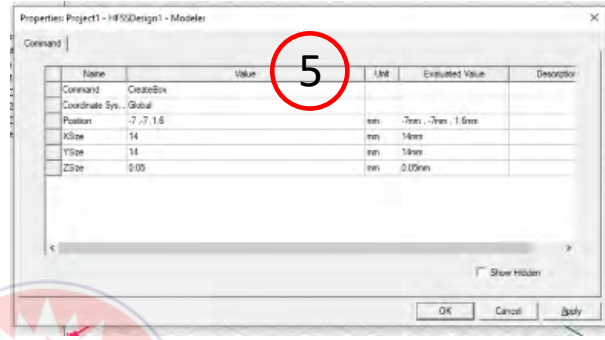 Properties: Project1 - HFSSDesign1 - Modeler
Command
5
Name Value Unit Evaluated Value Description
Command CreateBox
Coordinate Sys... Global
Position -7 ,-7 ,1.6 mm -7mm , -7mm , 1.6mm
XSize 14 mm 14mm
YSize 14 mm 14mm
ZSize 0.05 mm 0.05mm
Show Hidden
OK Cancel Apply